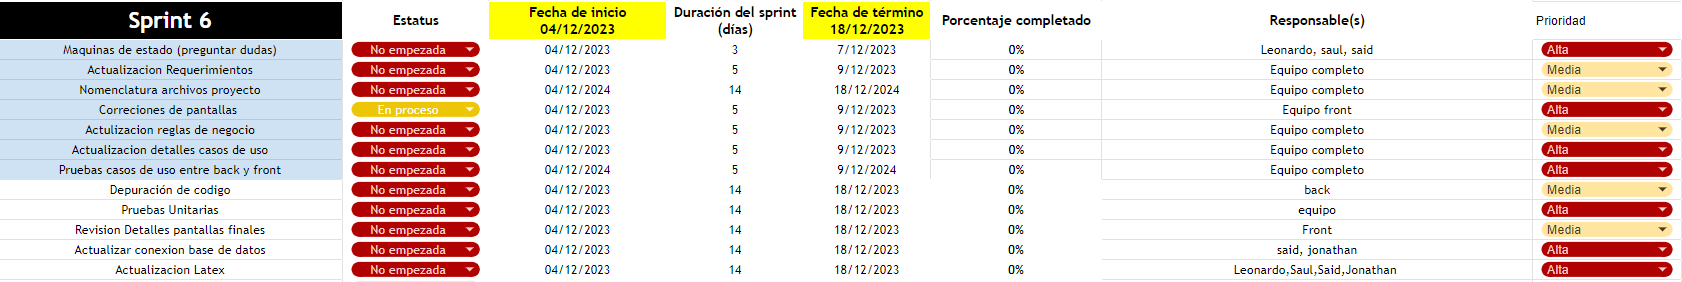 Sprint 6 Estatus Fecha de inicio 04/12/2023 Duración del sprint (días) Fecha de término 18/12/2023 Porcentaje completado Responsable(s) Prioridad
Maquinas de estado (preguntar dudas) No empezada 04/12/2023 3 7/12/2023 0% Leonardo, saul, said Alta
Actualizacion Requerimientos No empezada 04/12/2023 5 9/12/2023 0% Equipo completo Media
Nomenclatura archivos proyecto No empezada 04/12/2024 14 18/12/2024 0% Equipo completo Media
Correciones de pantallas En proceso 04/12/2023 5 9/12/2023 0% Equipo front Alta
Actulizacion reglas de negocio No empezada 04/12/2023 5 9/12/2023 0% Equipo completo Media
Actualizacion detalles casos de uso No empezada 04/12/2023 5 9/12/2023 0% Equipo completo Alta
Pruebas casos de uso entre back y front No empezada 04/12/2024 5 9/12/2024 0% Equipo completo Alta
Depuración de codigo No empezada 04/12/2023 14 18/12/2023 0% back Media
Pruebas Unitarias No empezada 04/12/2023 14 18/12/2023 0% equipo Alta
Revision Detalles pantallas finales No empezada 04/12/2023 14 18/12/2023 0% Front Media
Actualizar conexion base de datos No empezada 04/12/2023 14 18/12/2023 0% said, jonathan Alta
Actualizacion Latex No empezada 04/12/2023 14 18/12/2023 0% Leonardo,Saul,Said,Jonathan Alta